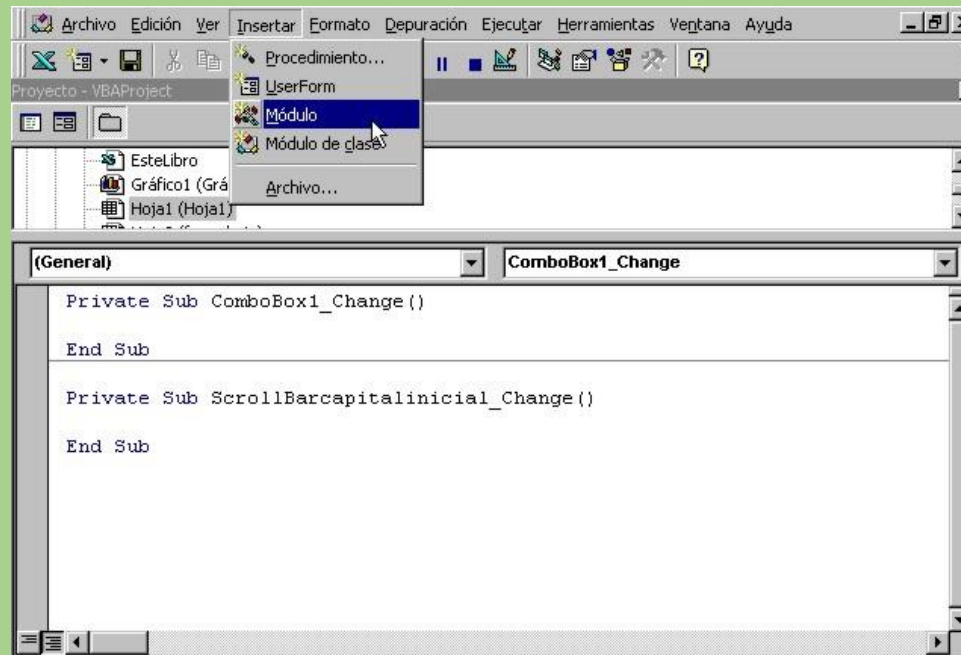 Archivo Edición Ver Insertar Formato Depuración Ejecutar Herramientas Ventana Ayuda
Procedimiento...
Proyecto - VBAProject
UserForm
Módulo
Módulo de clase
EsteLibro
Gráfico1 (Grá
Archivo...
Hoja1 (Hoja1)
(General)
ComboBox1_Change
Private Sub ComboBox1_Change()
End Sub
Private Sub ScrollBarcapitalinicial_Change()
End Sub